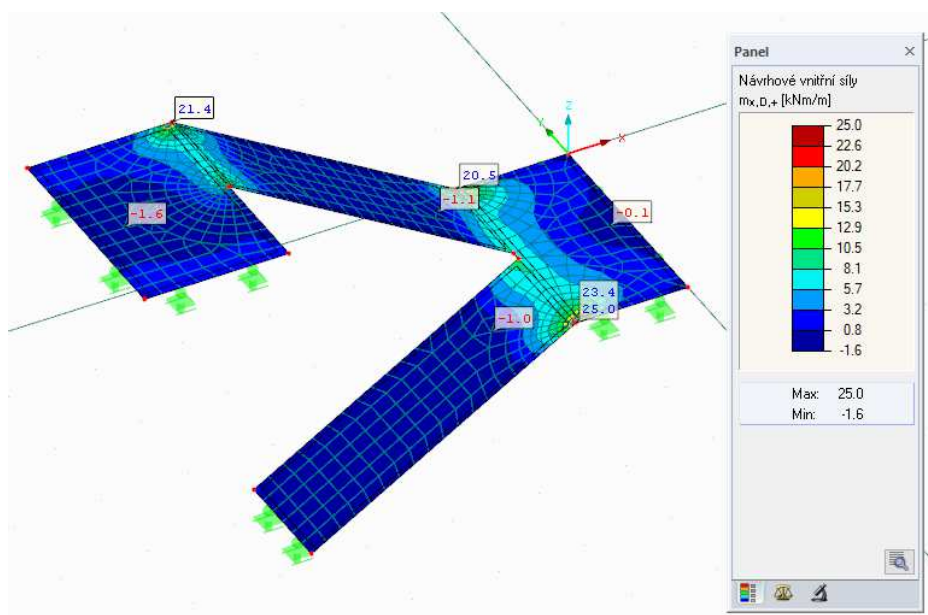 Panel
Návrhové vnitřní síly
mx,D,+ [kNm/m]
25.0
22.6
20.2
17.7
15.3
12.9
10.5
8.1
5.7
3.2
0.8
-1.6
Max: 25.0
Min: -1.6
21.4
-1.6
20.5
-1.1
-0.1
23.4
25.0
-1.0
Z
Y
X